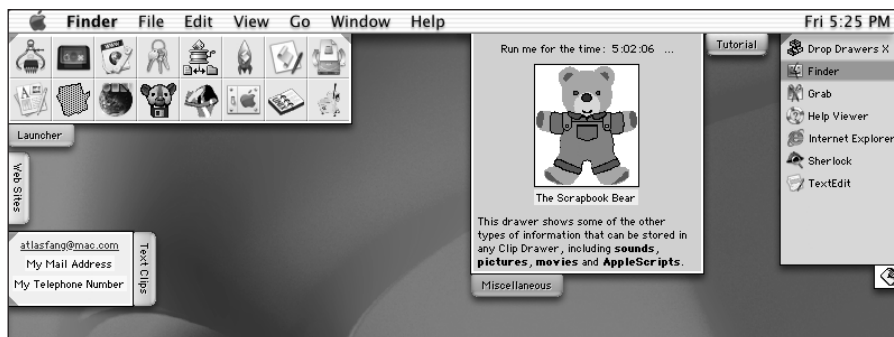 Finder File Edit View Go Window Help Fri 5:25 PM
Launcher
Web Sites
atlasfang@mac.com
My Mail Address
My Telephone Number
Text Clips
Run me for the time: 5:02:06 ...
The Scrapbook Bear
This drawer shows some of the other
types of information that can be stored in
any Clip Drawer, including sounds,
pictures, movies and AppleScripts.
Miscellaneous
Tutorial
Drop Drawers X
Finder
Grab
Help Viewer
Internet Explorer
Sherlock
TextEdit